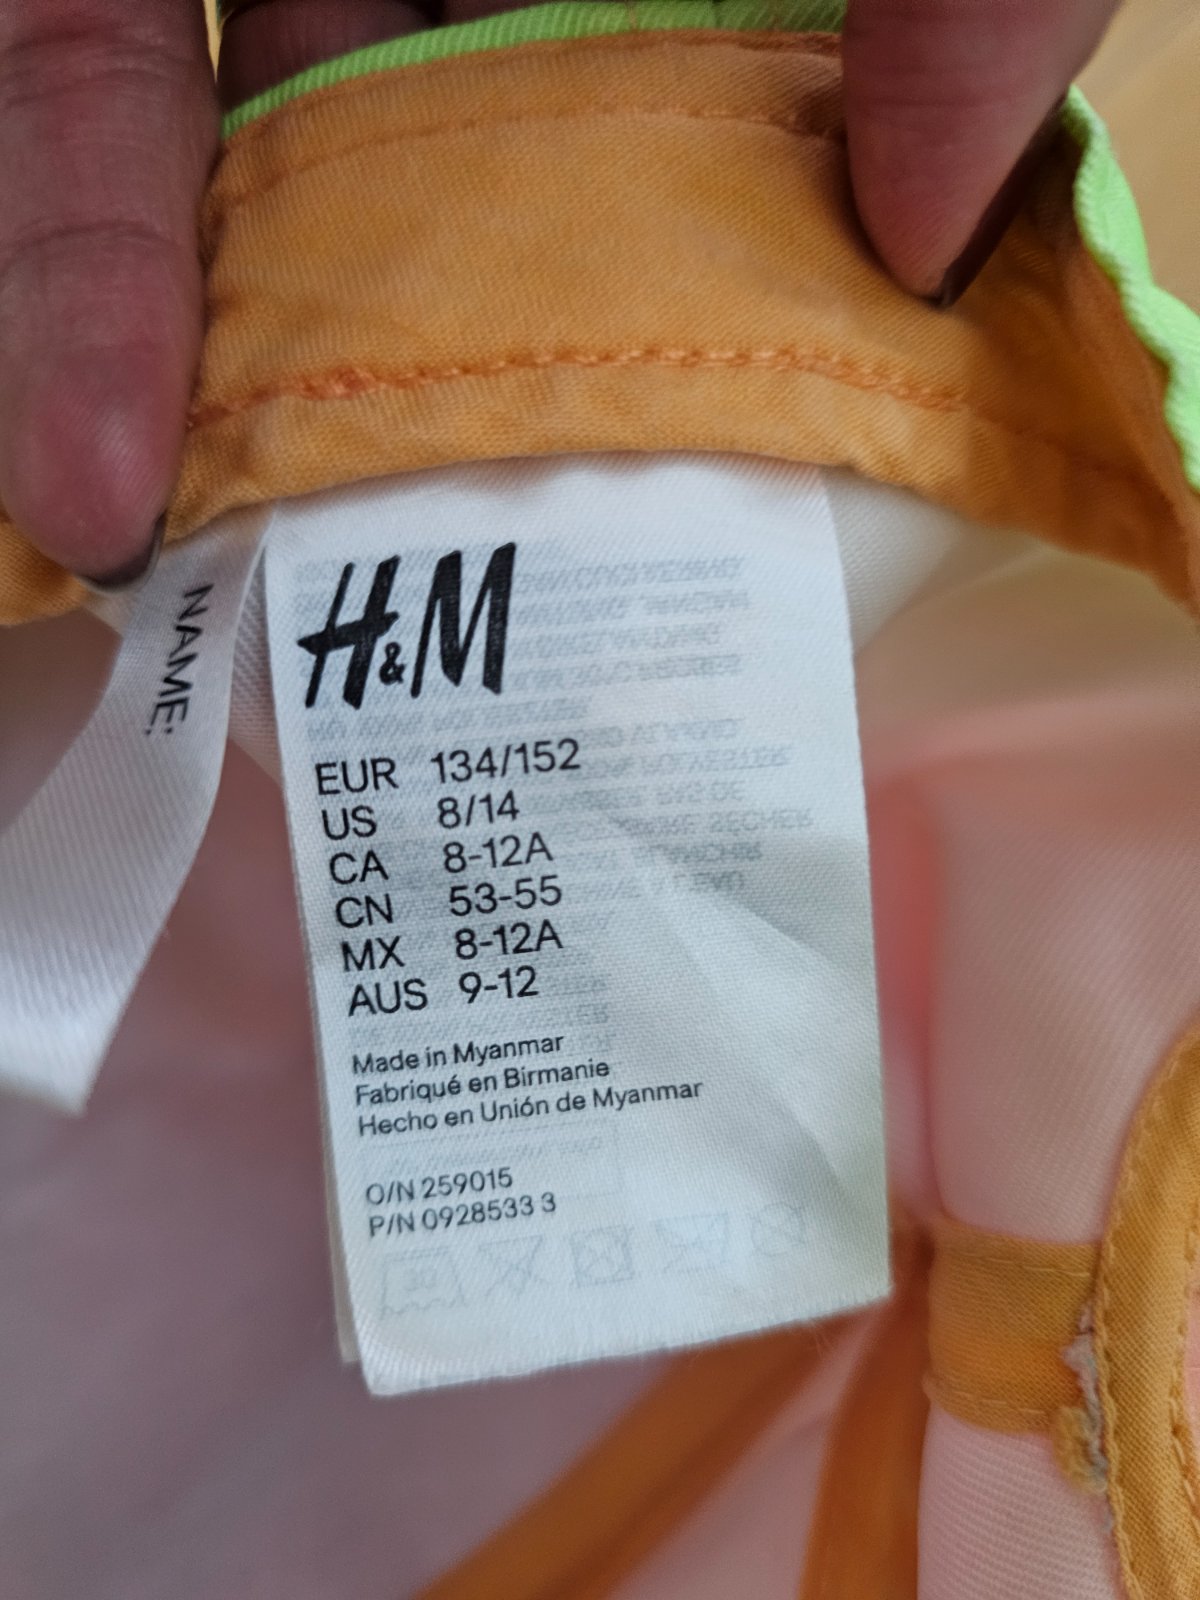 NAME:
H&M
EUR 134/152
US 8/14
CA 8-12A
CN 53-55
MX 8-12A
AUS 9-12
Made in Myanmar
Fabriqué en Birmanie
Hecho en Unión de Myanmar
O/N 259015
P/N 0928533 3